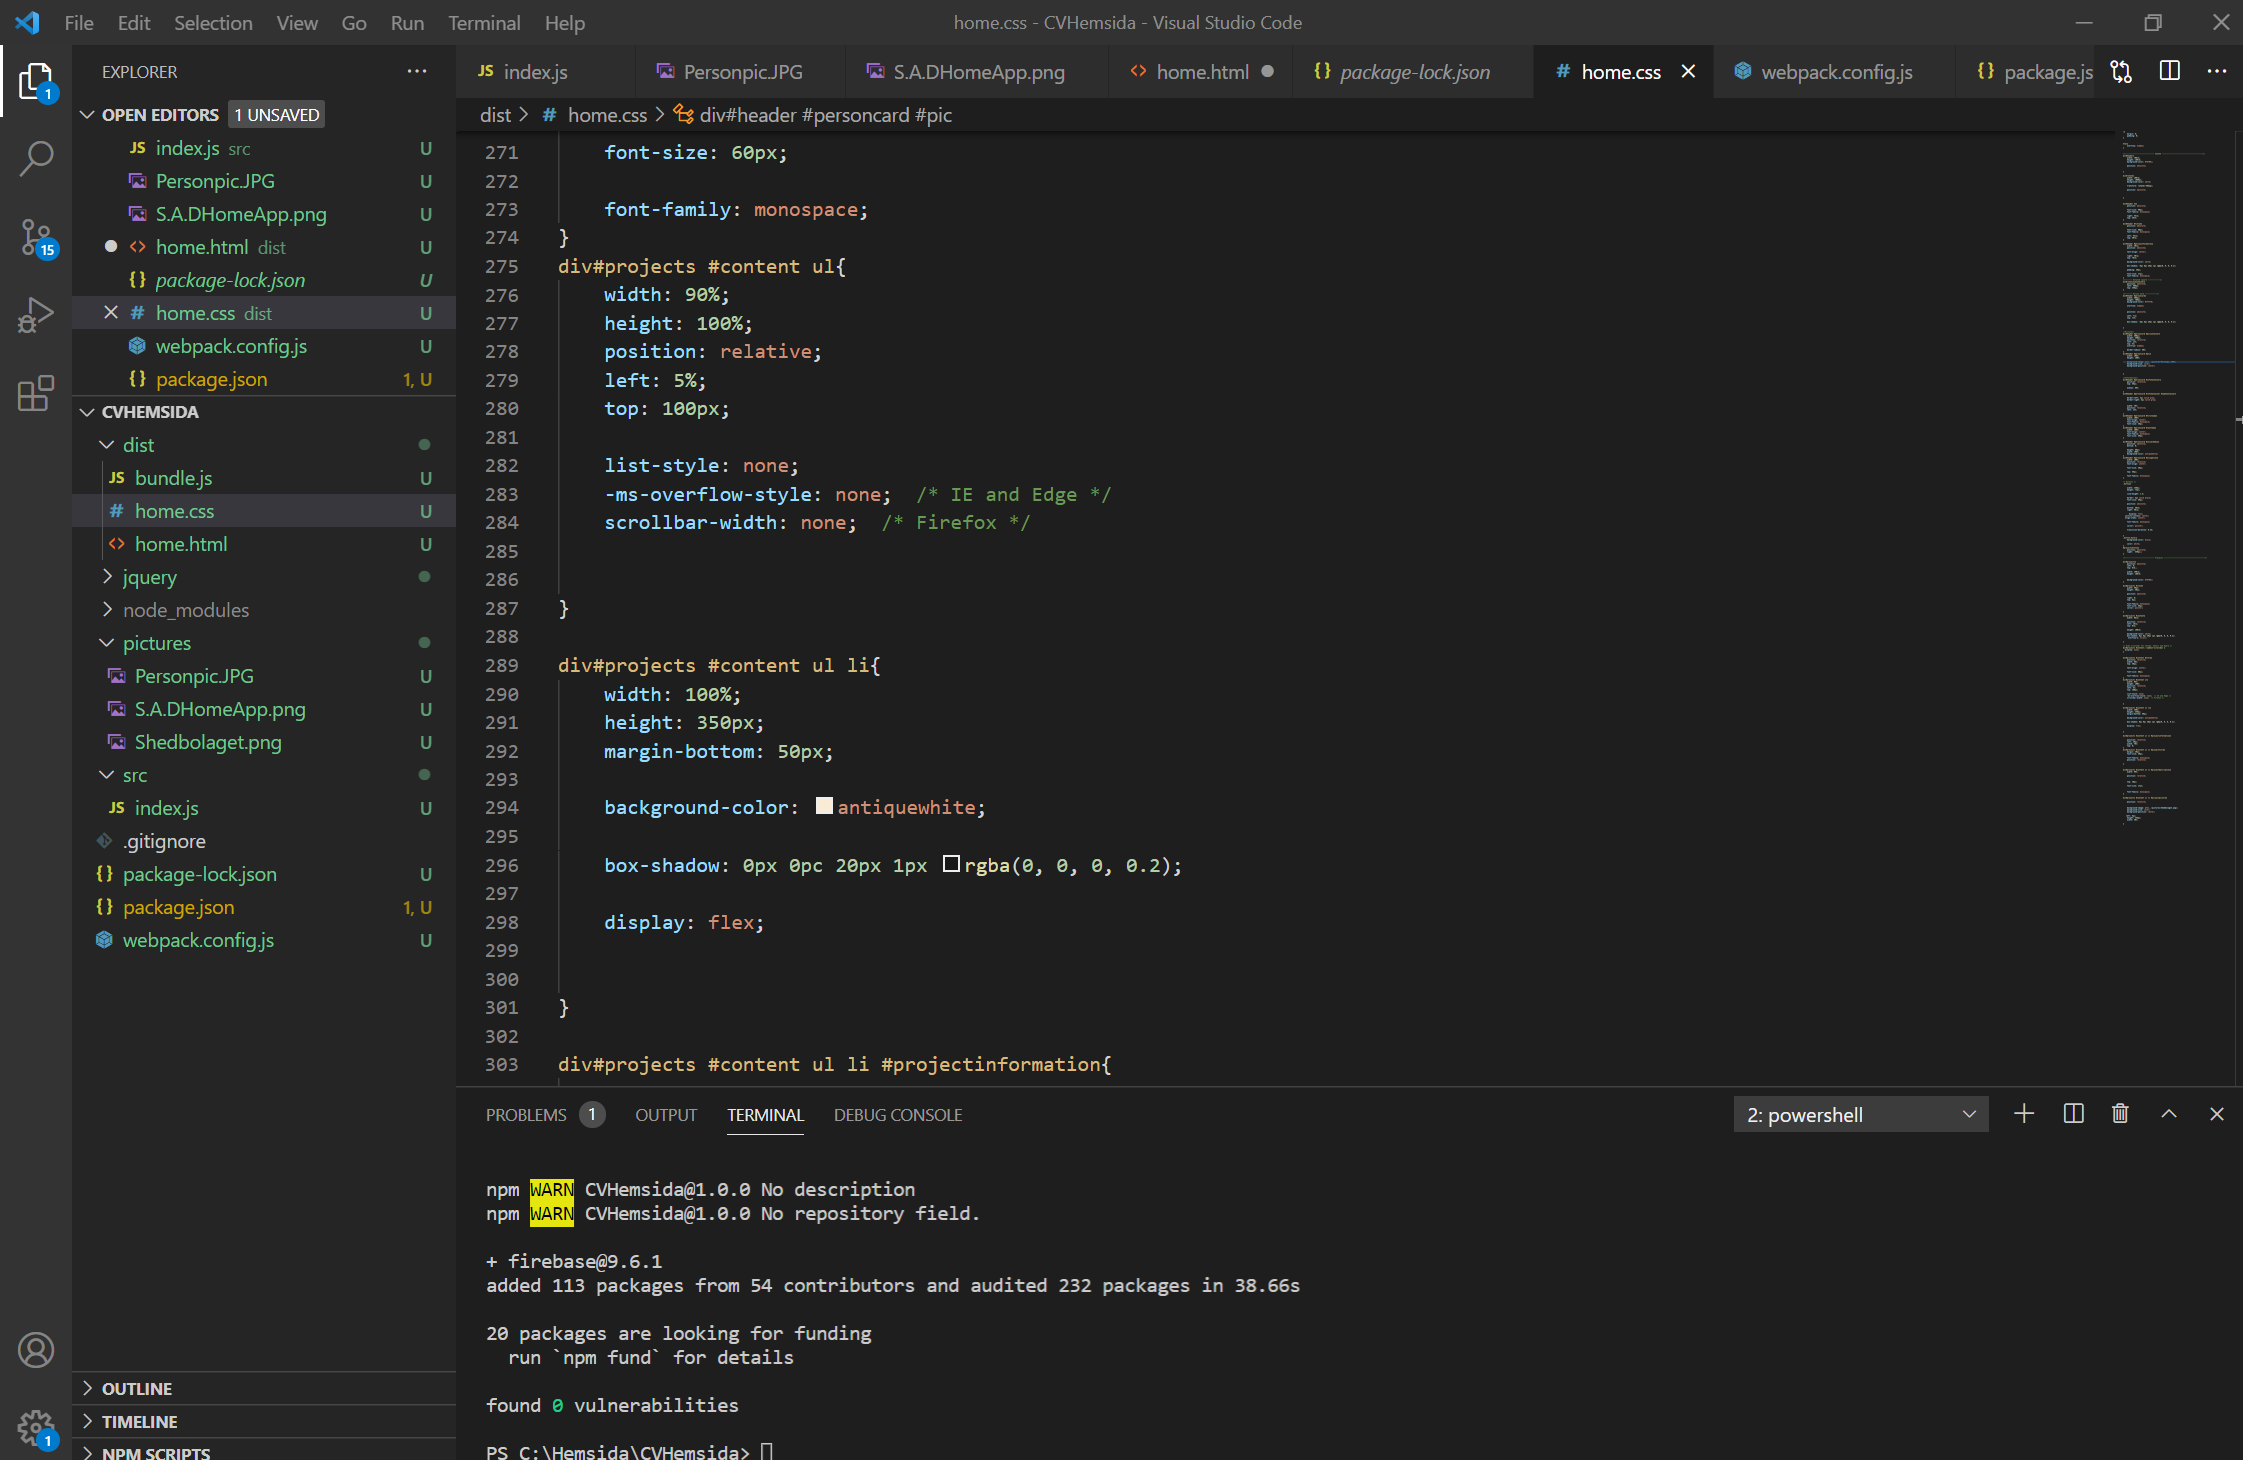 File Edit Selection View Go Run Terminal Help
home.css - CVHemsida - Visual Studio Code
EXPLORER
OPEN EDITORS 1 UNSAVED
JS index.js src U
Personpic.JPG U
S.A.DHomeApp.png U
<> home.html dist U
{} package-lock.json U
# home.css dist U
webpack.config.js U
{} package.json 1, U
CVHEMSIDA
dist
JS bundle.js U
# home.css U
<> home.html U
jquery
node_modules
pictures
Personpic.JPG U
S.A.DHomeApp.png U
Shedbolaget.png U
src
JS index.js U
.gitignore
{} package-lock.json U
{} package.json 1, U
webpack.config.js U
OUTLINE
TIMELINE
NPM SCRIPTS
1
15
1
JS index.js Personpic.JPG S.A.DHomeApp.png <> home.html {} package-lock.json # home.css webpack.config.js {} package.js
dist > # home.css > div#header #personcard #pic
271 font-size: 60px;
272
273 font-family: monospace;
274 }
275 div#projects #content ul{
276 width: 90%;
277 height: 100%;
278 position: relative;
279 left: 5%;
280 top: 100px;
281
282 list-style: none;
283 -ms-overflow-style: none; /* IE and Edge */
284 scrollbar-width: none; /* Firefox */
285
286
287 }
288
289 div#projects #content ul li{
290 width: 100%;
291 height: 350px;
292 margin-bottom: 50px;
293
294 background-color: antiquewhite;
295
296 box-shadow: 0px 0pc 20px 1px rgba(0, 0, 0, 0.2);
297
298 display: flex;
299
300
301 }
302
303 div#projects #content ul li #projectinformation{
PROBLEMS 1 OUTPUT TERMINAL DEBUG CONSOLE
2: powershell
npm WARN CVHemsida@1.0.0 No description
npm WARN CVHemsida@1.0.0 No repository field.
+ firebase@9.6.1
added 113 packages from 54 contributors and audited 232 packages in 38.66s
20 packages are looking for funding
run `npm fund` for details
found 0 vulnerabilities
PS C:\Hemsida\CVHemsida>